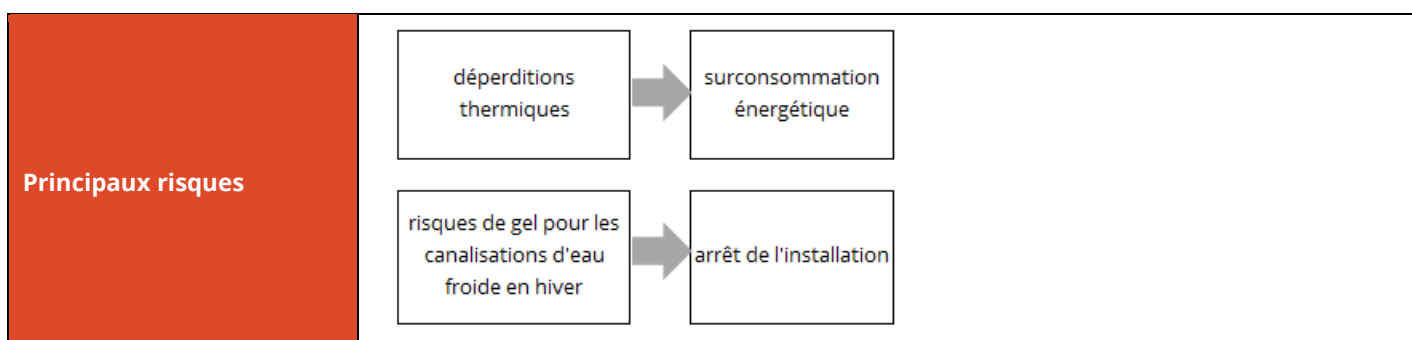 Principaux risques
déperditions
thermiques
surconsommation
énergétique
risques de gel pour les
canalisations d'eau
froide en hiver
arrêt de l'installation